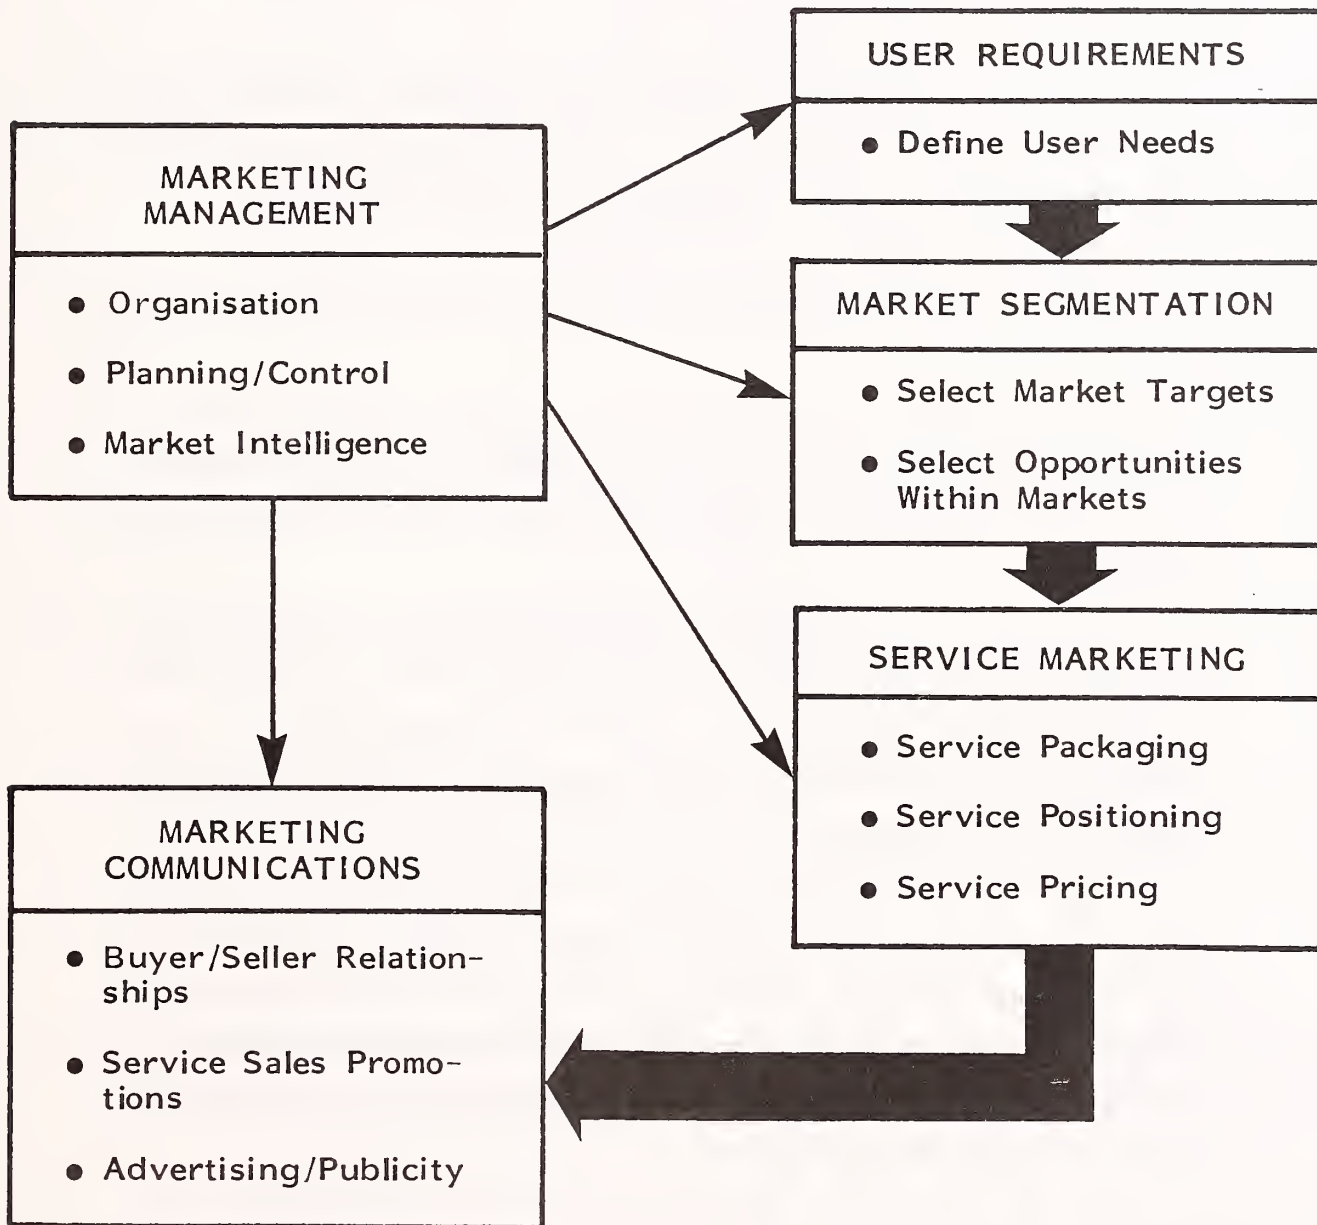 USER REQUIREMENTS
• Define User Needs
MARKETING
MANAGEMENT
• Organisation
• Planning/Control
• Market Intelligence
MARKET SEGMENTATION
• Select Market Targets
• Select Opportunities
Within Markets
SERVICE MARKETING
• Service Packaging
• Service Positioning
• Service Pricing
MARKETING
COMMUNICATIONS
• Buyer/Seller Relation-
ships
• Service Sales Promo-
tions
• Advertising/Publicity